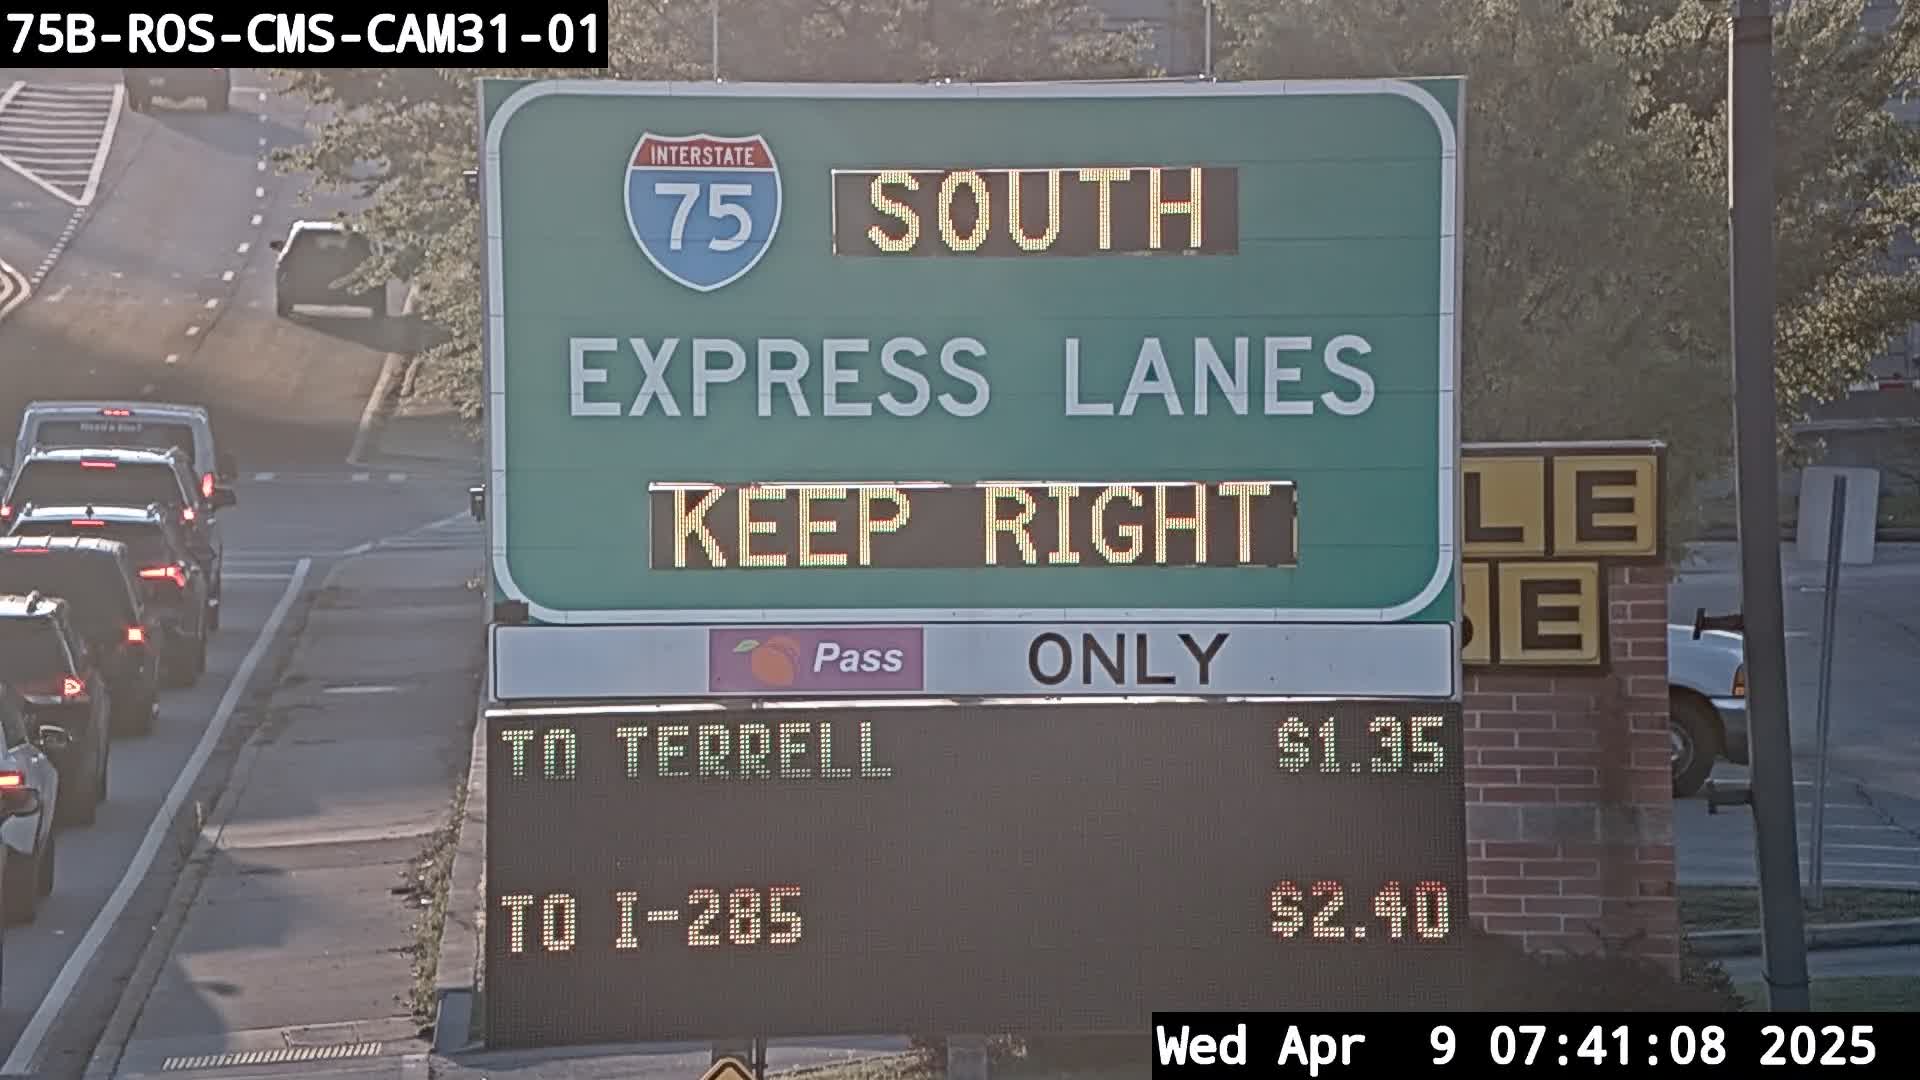 75B-ROS-CMS-CAM31-01
INTERSTATE
75
SOUTH
EXPRESS LANES
KEEP RIGHT
Pass ONLY
TO TERRELL $1.35
TO I-285 $2.40
LE
E
Wed Apr 9 07:41:08 2025